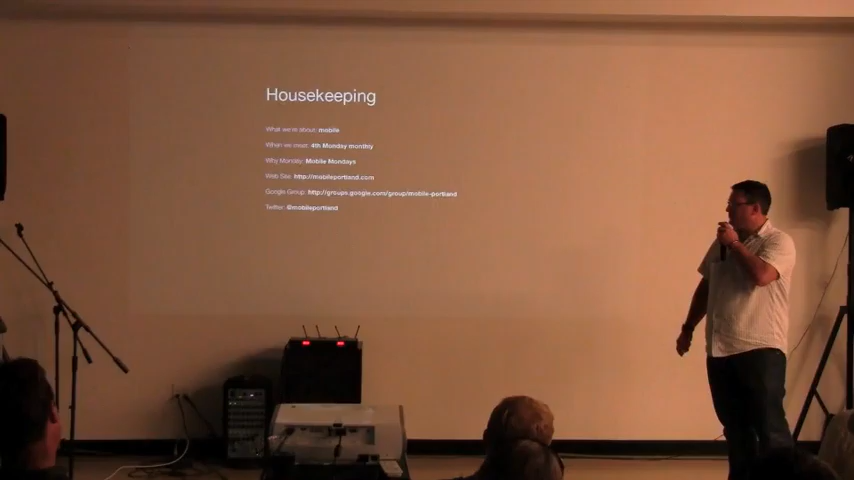 Housekeeping
What we're about: mobile
When we meet: 4th Monday monthly
Why Monday: Mobile Mondays
Web Site: http://mobileportland.com
Google Group: http://groups.google.com/group/mobile-portland
Twitter: @mobileportland